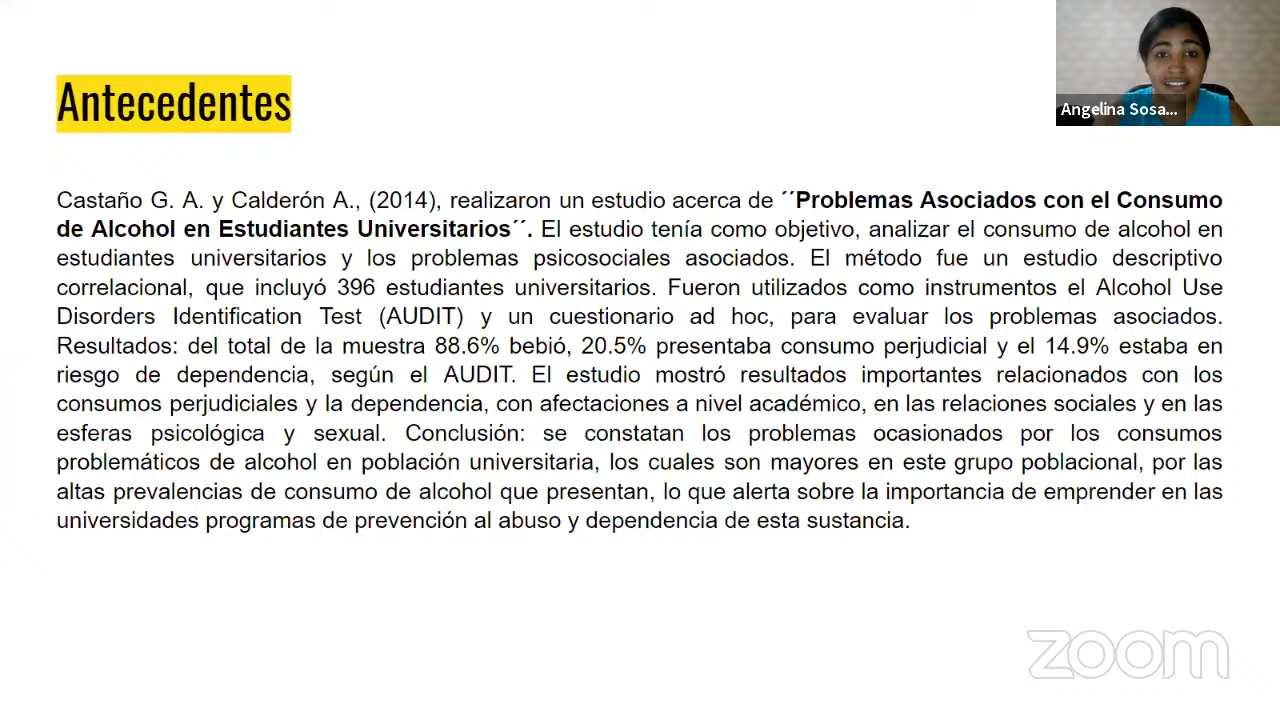 Antecedentes
Angelina Sosa...
Castaño G. A. y Calderón A., (2014), realizaron un estudio acerca de ´´Problemas Asociados con el Consumo
de Alcohol en Estudiantes Universitarios´´. El estudio tenía como objetivo, analizar el consumo de alcohol en
estudiantes universitarios y los problemas psicosociales asociados. El método fue un estudio descriptivo
correlacional, que incluyó 396 estudiantes universitarios. Fueron utilizados como instrumentos el Alcohol Use
Disorders Identification Test (AUDIT) y un cuestionario ad hoc, para evaluar los problemas asociados.
Resultados: del total de la muestra 88.6% bebió, 20.5% presentaba consumo perjudicial y el 14.9% estaba en
riesgo de dependencia, según el AUDIT. El estudio mostró resultados importantes relacionados con los
consumos perjudiciales y la dependencia, con afectaciones a nivel académico, en las relaciones sociales y en las
esferas psicológica y sexual. Conclusión: se constatan los problemas ocasionados por los consumos
problemáticos de alcohol en población universitaria, los cuales son mayores en este grupo poblacional, por las
altas prevalencias de consumo de alcohol que presentan, lo que alerta sobre la importancia de emprender en las
universidades programas de prevención al abuso y dependencia de esta sustancia.
zoom